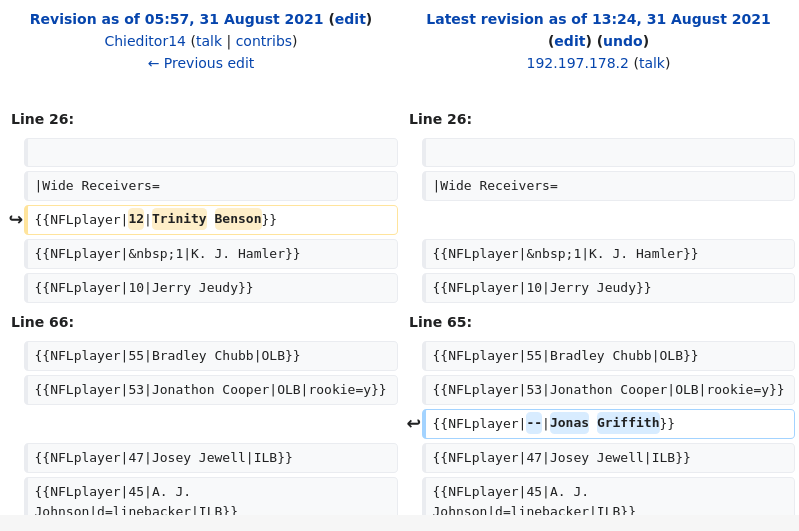 Revision as of 05:57, 31 August 2021 (edit)
Chieditor14 (talk | contribs)
← Previous edit
Latest revision as of 13:24, 31 August 2021
(edit) (undo)
192.197.178.2 (talk)
Line 26:
Line 26:
|Wide Receivers=
|Wide Receivers=
{{NFLplayer|12|Trinity Benson}}
{{NFLplayer|&nbsp;1|K. J. Hamler}}
{{NFLplayer|&nbsp;1|K. J. Hamler}}
{{NFLplayer|10|Jerry Jeudy}}
{{NFLplayer|10|Jerry Jeudy}}
Line 66:
Line 65:
{{NFLplayer|55|Bradley Chubb|OLB}}
{{NFLplayer|55|Bradley Chubb|OLB}}
{{NFLplayer|53|Jonathon Cooper|OLB|rookie=y}}
{{NFLplayer|53|Jonathon Cooper|OLB|rookie=y}}
{{NFLplayer|--|Jonas Griffith}}
{{NFLplayer|47|Josey Jewell|ILB}}
{{NFLplayer|47|Josey Jewell|ILB}}
{{NFLplayer|45|A. J.
Johnson|d=linebacker|ILB}}
{{NFLplayer|45|A. J.
Johnson|d=linebacker|ILB}}